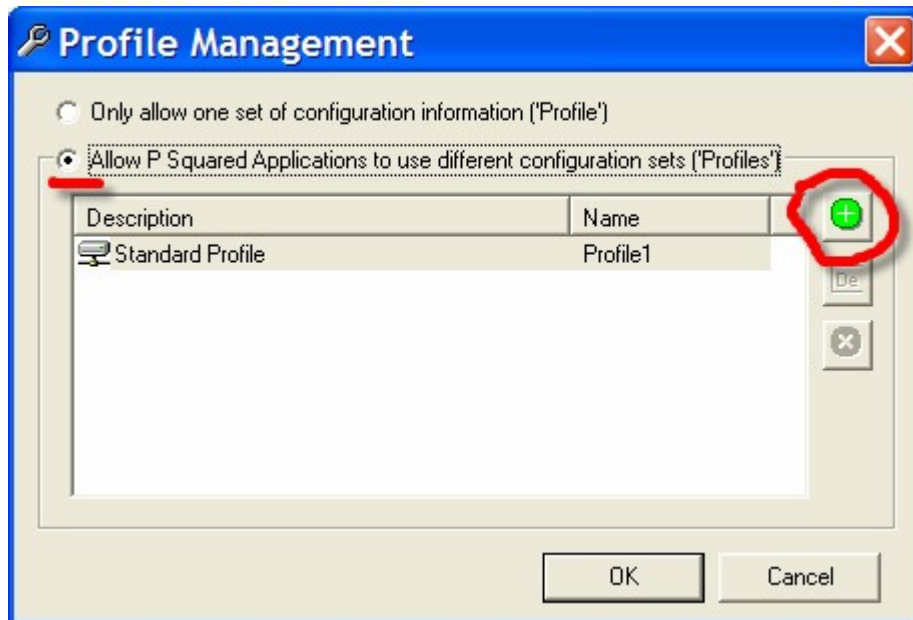 Profile Management
Only allow one set of configuration information ('Profile')
Allow P Squared Applications to use different configuration sets ('Profiles')
Description Name
Standard Profile Profile1
De
OK Cancel